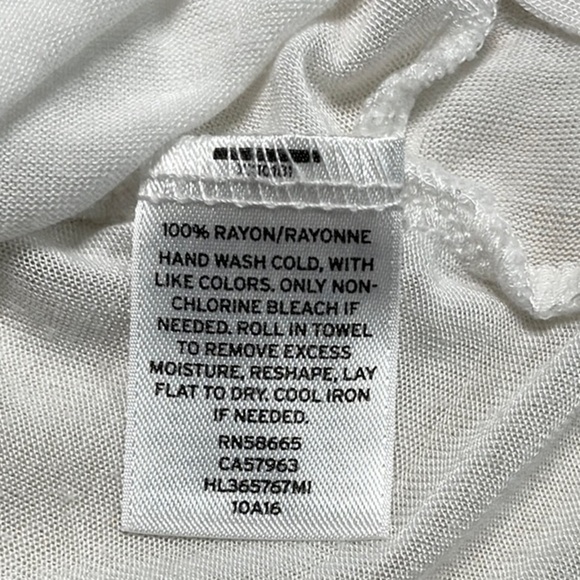 100% RAYON/RAYONNE
HAND WASH COLD, WITH
LIKE COLORS. ONLY NON-
CHLORINE BLEACH IF
NEEDED. ROLL IN TOWEL
TO REMOVE EXCESS
MOISTURE, RESHAPE, LAY
FLAT TO DRY. COOL IRON
IF NEEDED.
RN58665
CA57963
HL365767MI
10A16